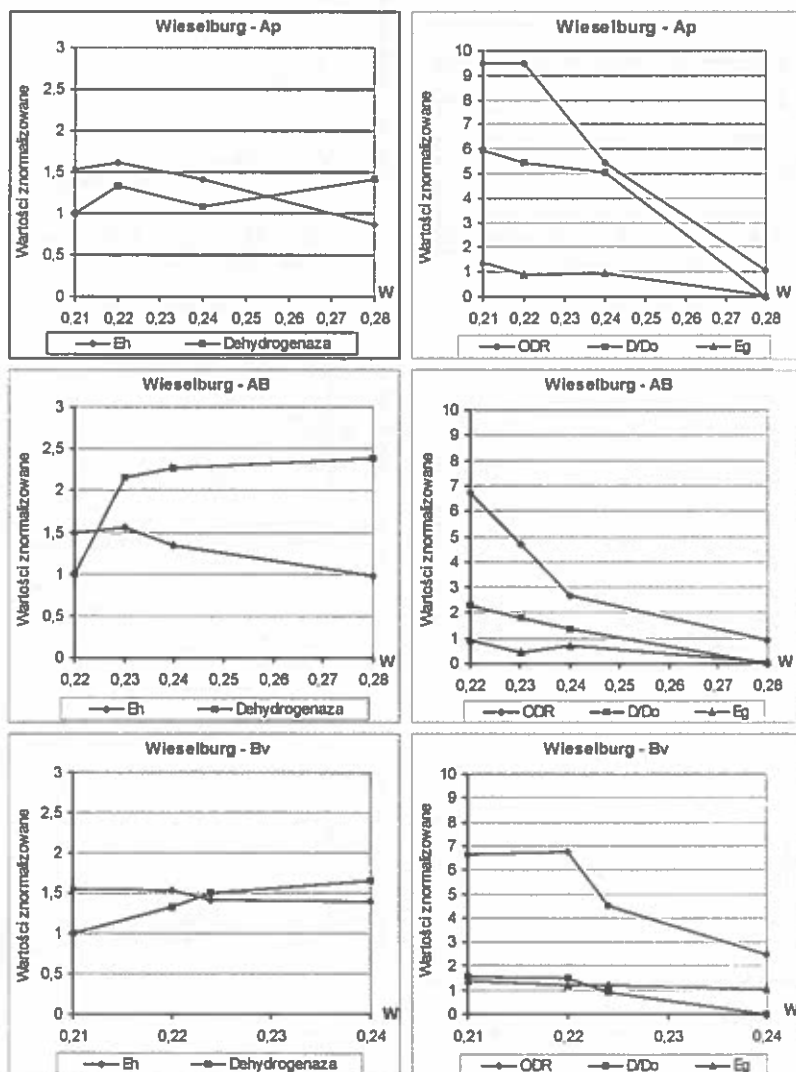 Wieselburg - Ap
Wartości znormalizowane
3
2,5
2
1,5
1
0,5
0
0,21 0,22 0,23 0,24 0,25 0,26 0,27 0,28
W
Eh Dehydrogenaza
Wieselburg - Ap
Wartości znormalizowane
10
9
8
7
6
5
4
3
2
1
0
0,21 0,22 0,23 0,24 0,25 0,26 0,27 0,28
W
ODR D/Do Eg
Wieselburg - AB
Wartości znormalizowane
3
2,5
2
1,5
1
0,5
0
0,22 0,23 0,24 0,25 0,26 0,27 0,28
W
Eh Dehydrogenaza
Wieselburg - AB
Wartości znormalizowane
10
9
8
7
6
5
4
3
2
1
0
0,22 0,23 0,24 0,25 0,26 0,27 0,28
W
ODR D/Do Eg
Wieselburg - Bv
Wartości znormalizowane
3
2,5
2
1,5
1
0,5
0
0,21 0,22 0,23 0,24
W
Eh Dehydrogenaza
Wieselburg - Bv
Wartości znormalizowane
10
9
8
7
6
5
4
3
2
1
0
0,21 0,22 0,23 0,24
W
ODR D/Do Eg